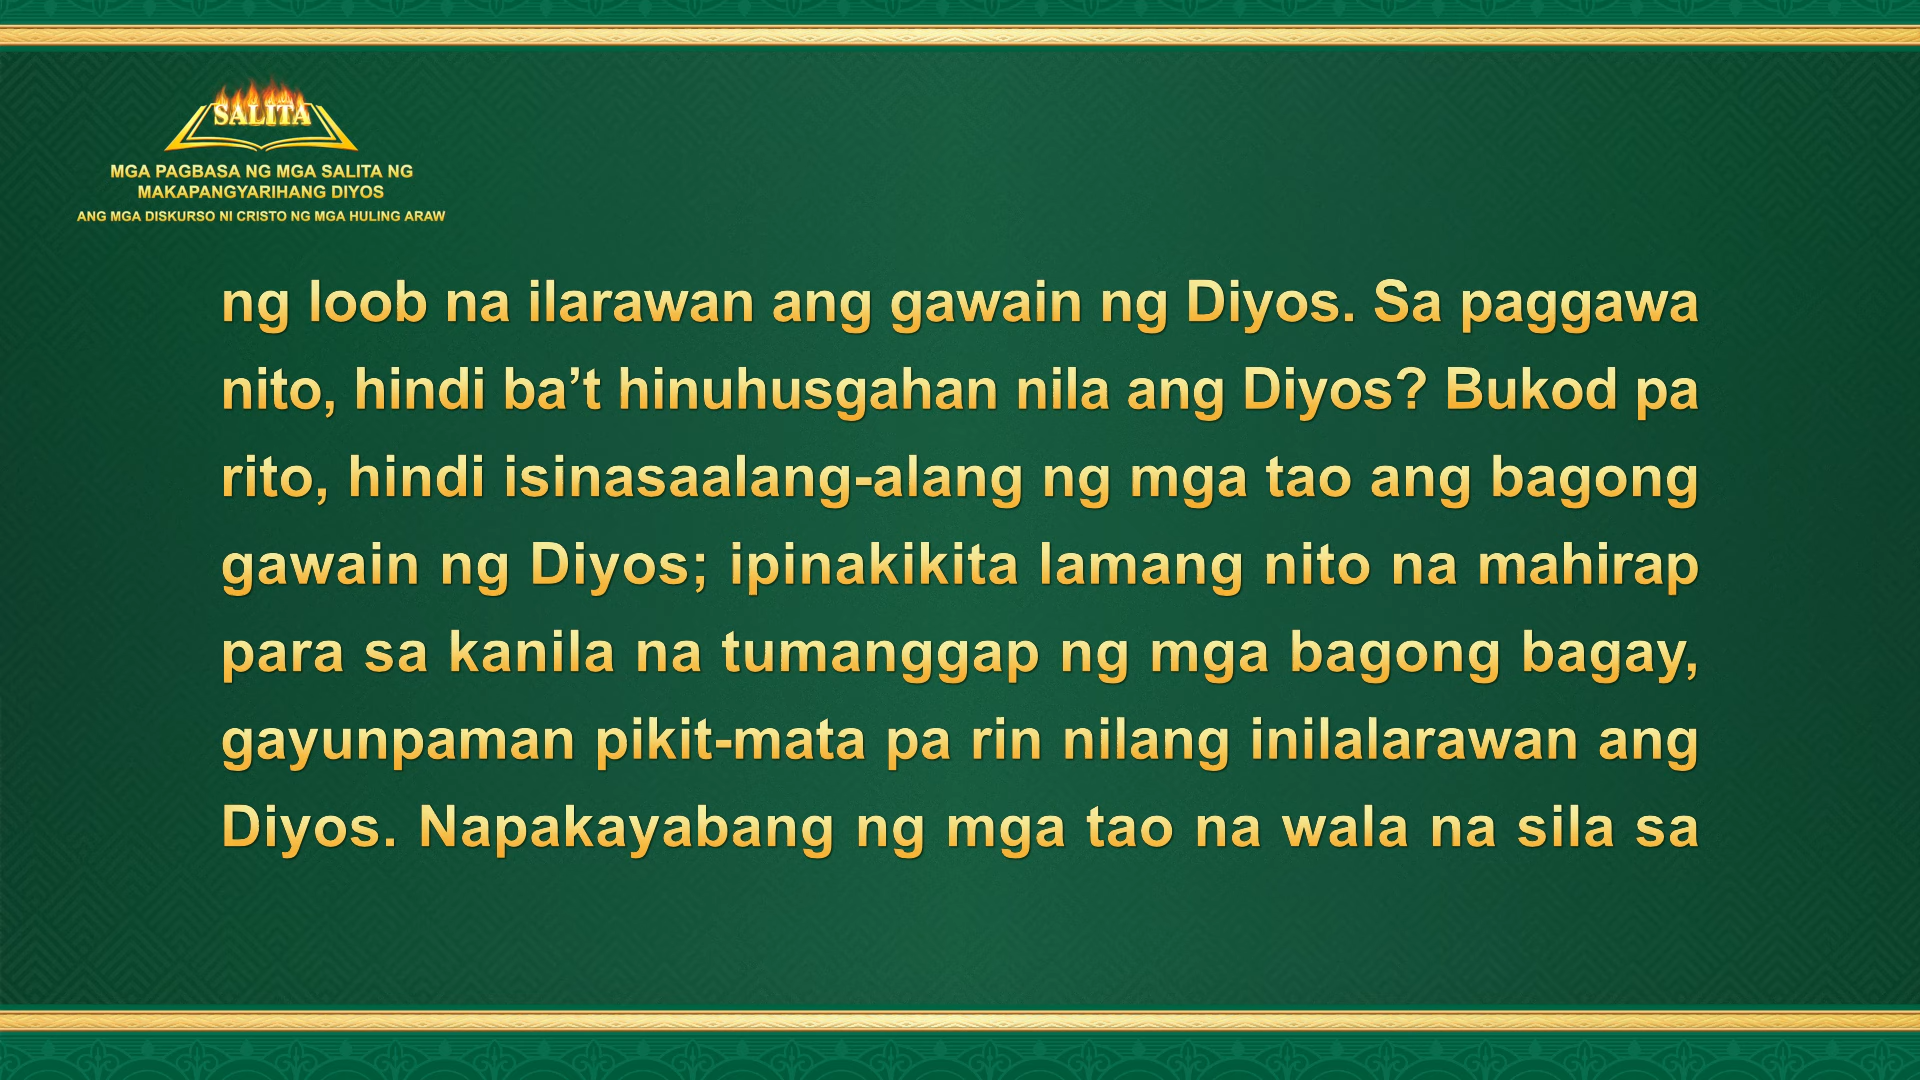 SALITA
MGA PAGBASA NG MGA SALITA NG
MAKAPANGYARIHANG DIYOS
ANG MGA DISKURSO NI CRISTO NG MGA HULING ARAW
ng loob na ilarawan ang gawain ng Diyos. Sa paggawa
nito, hindi ba’t hinuhusgahan nila ang Diyos? Bukod pa
rito, hindi isinasaalang-alang ng mga tao ang bagong
gawain ng Diyos; ipinakikita lamang nito na mahirap
para sa kanila na tumanggap ng mga bagong bagay,
gayunpaman pikit-mata pa rin nilang inilalarawan ang
Diyos. Napakayabang ng mga tao na wala na sila sa